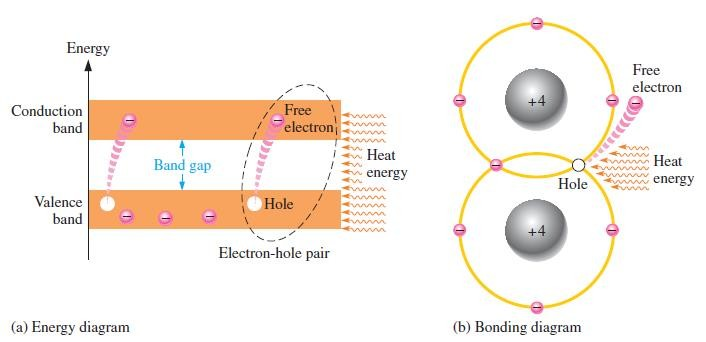 Energy
Conduction
band
Free
electron
Band gap
Heat
energy
Valence
band
Hole
Electron-hole pair
(a) Energy diagram
+4
Free
electron
Heat
energy
Hole
+4
(b) Bonding diagram